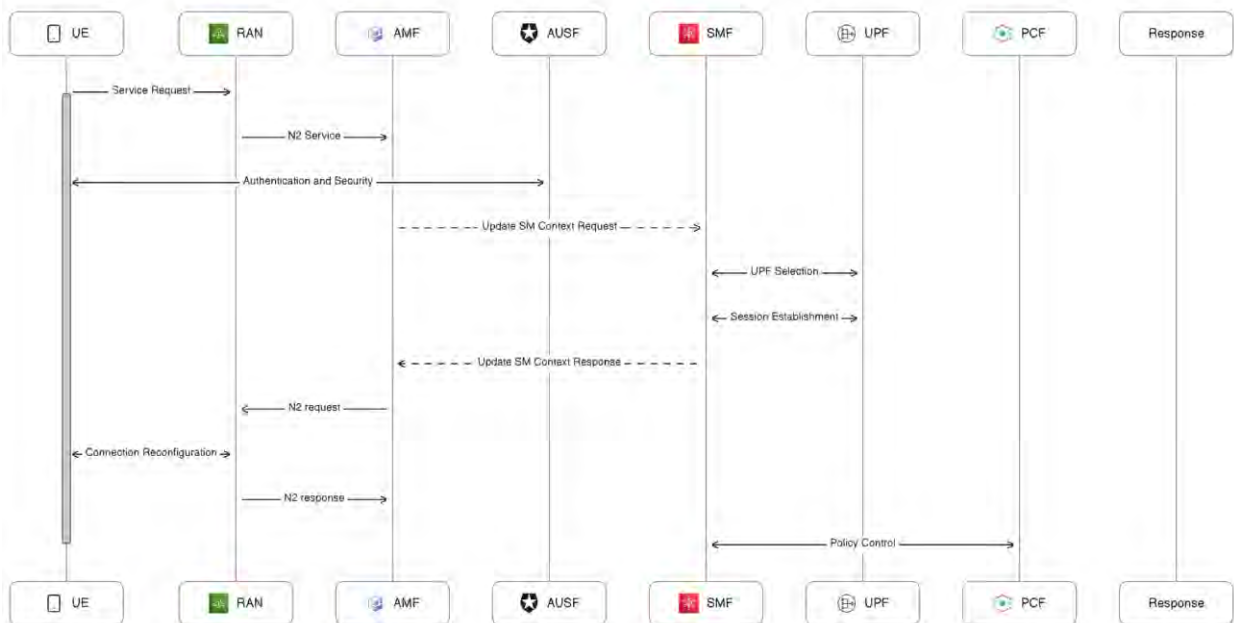 UE
RAN
AMF
AUSF
SMF
UPF
PCF
Response
Service Request
N2 Service
Authentication and Security
Update SM Context Request
UPF Selection
Session Establishment
Update SM Context Response
N2 request
Connection Reconfiguration
N2 response
Policy Control
UE
RAN
AMF
AUSF
SMF
UPF
PCF
Response